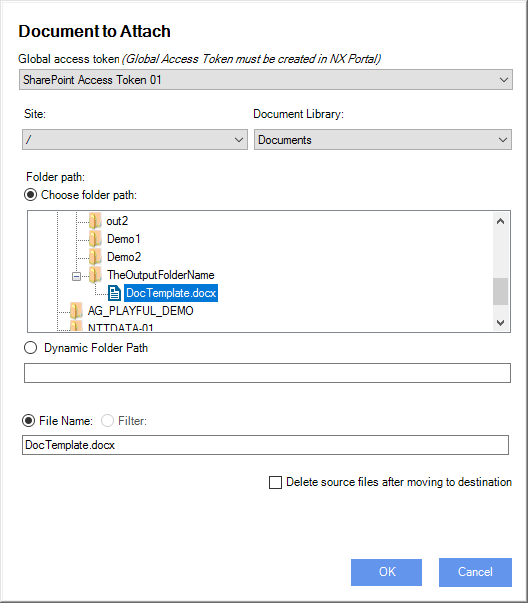 Document to Attach
Global access token (Global Access Token must be created in NX Portal)
SharePoint Access Token 01
Site: Document Library:
/ Documents
Folder path:
Choose folder path:
out2
Demo1
Demo2
TheOutputFolderName
DocTemplate.docx
AG_PLAYFUL_DEMO
NTTDATA-01
Dynamic Folder Path
File Name: Filter:
DocTemplate.docx
Delete source files after moving to destination
OK Cancel